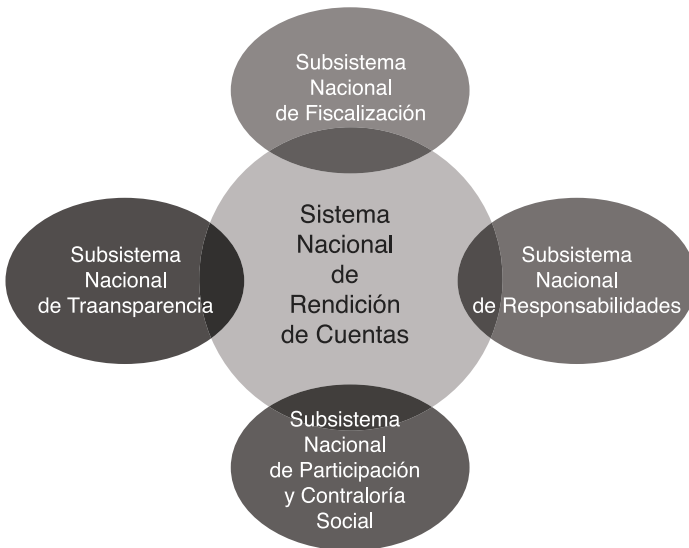 Subsistema
Nacional
de Fiscalización
Sistema
Nacional
de
Rendición
de Cuentas
Subsistema
Nacional
de Traansparencia
Subsistema
Nacional
de Responsabilidades
Subsistema
Nacional
de Participación
y Contraloría
Social